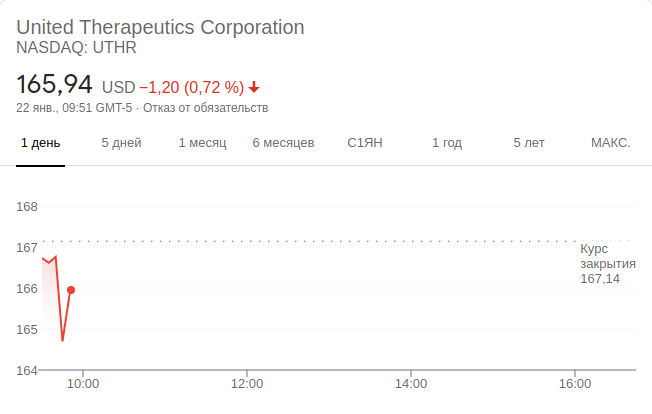 United Therapeutics Corporation
NASDAQ: UTHR
165,94 USD −1,20 (0,72 %)
22 янв., 09:51 GMT-5 · Отказ от обязательств
1 день 5 дней 1 месяц 6 месяцев С1ЯН 1 год 5 лет МАКС.
168
167
166
165
164
Курс
закрытия
167,14
10:00 12:00 14:00 16:00